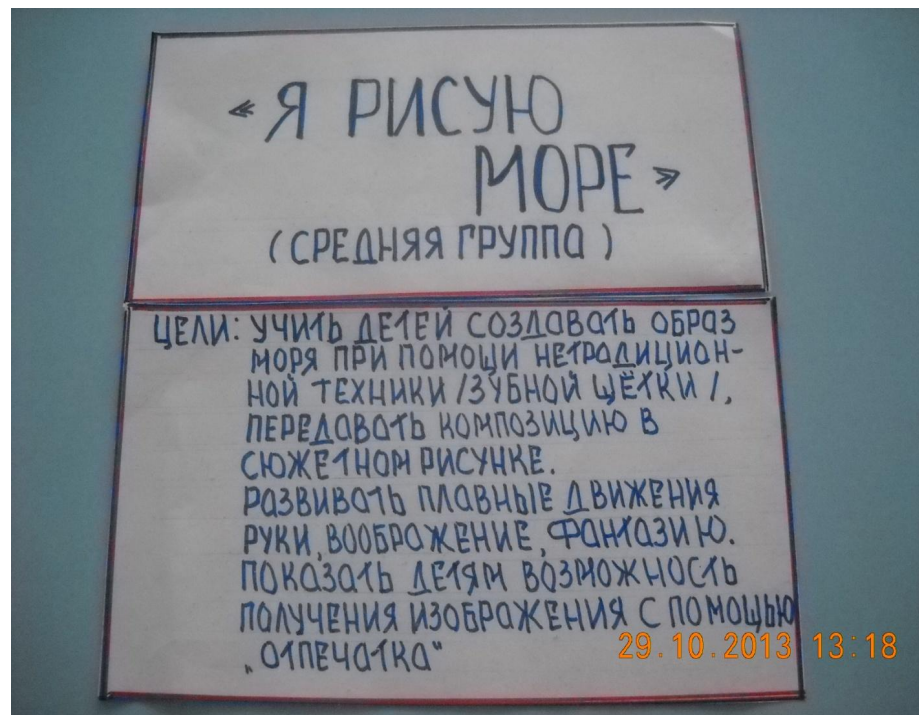 «Я РИСУЮ
МОРЕ»
(СРЕДНЯЯ ГРУППА)
ЦЕЛИ: УЧИТЬ ДЕТЕЙ СОЗДАВАТЬ ОБРАЗ
МОРЯ ПРИ ПОМОЩИ НЕТРАДИЦИОН-
НОЙ ТЕХНИКИ /ЗУБНОЙ ЩЁТКИ/,
ПЕРЕДАВАТЬ КОМПОЗИЦИЮ В
СЮЖЕТНОМ РИСУНКЕ.
РАЗВИВАТЬ ПЛАВНЫЕ ДВИЖЕНИЯ
РУКИ, ВООБРАЖЕНИЕ, ФАНТАЗИЮ.
ПОКАЗАТЬ ДЕТЯМ ВОЗМОЖНОСТЬ
ПОЛУЧЕНИЯ ИЗОБРАЖЕНИЯ С ПОМОЩЬЮ
„ОТПЕЧАТКА"
29.10.2013 13:18